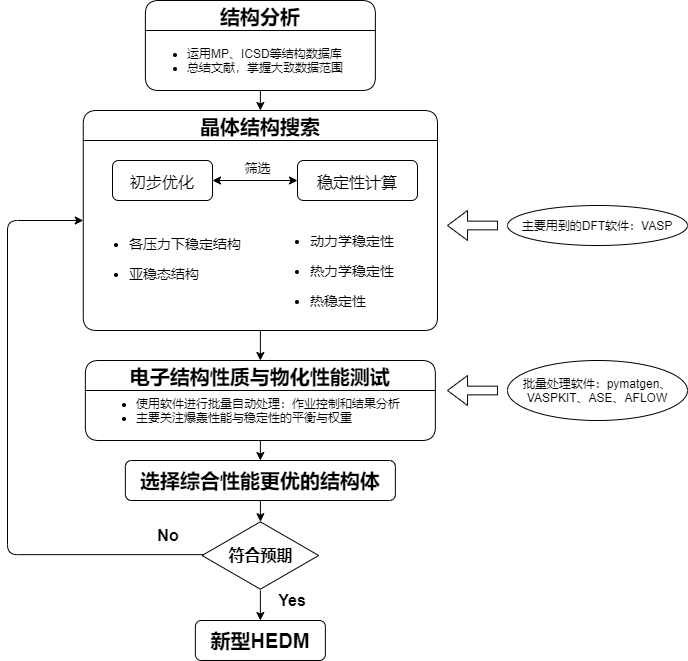 结构分析
运用MP、ICSD等结构数据库
总结文献，掌握大致数据范围
晶体结构搜索
初步优化
筛选
稳定性计算
各压力下稳定结构
亚稳态结构
动力学稳定性
热力学稳定性
热稳定性
主要用到的DFT软件：VASP
电子结构性质与物化性能测试
使用软件进行批量自动处理：作业控制和结果分析
主要关注爆轰性能与稳定性的平衡与权重
批量处理软件：pymatgen、
VASPKIT、ASE、AFLOW
选择综合性能更优的结构体
No
符合预期
Yes
新型HEDM